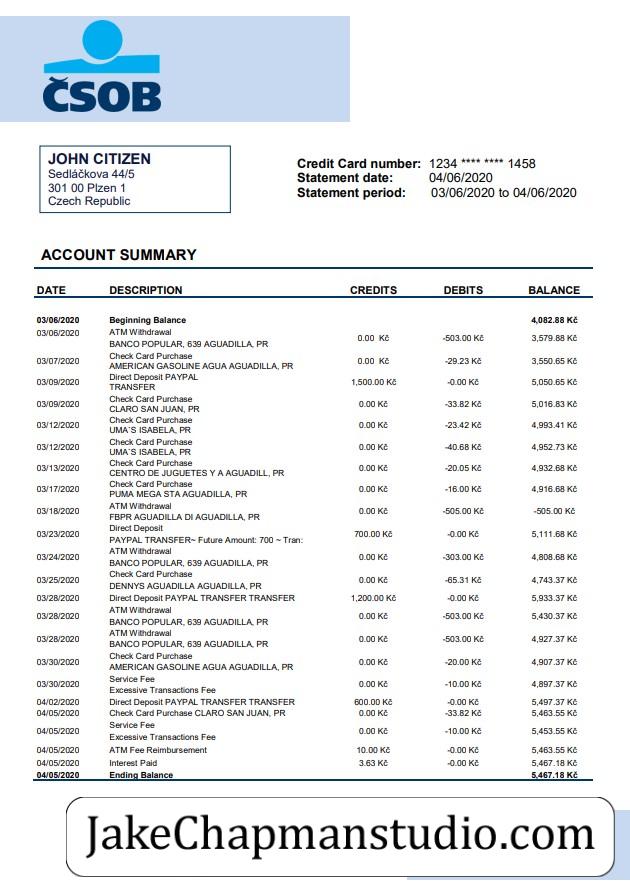 ČSOB
JOHN CITIZEN
Sedláčkova 44/5
301 00 Plzen 1
Czech Republic
Credit Card number: 1234 **** **** 1458
Statement date: 04/06/2020
Statement period: 03/06/2020 to 04/06/2020
ACCOUNT SUMMARY
DATE DESCRIPTION CREDITS DEBITS BALANCE
03/06/2020 Beginning Balance 4,082.88 Kč
03/06/2020 ATM Withdrawal
BANCO POPULAR, 639 AGUADILLA, PR 0.00 Kč -503.00 Kč 3,579.88 Kč
03/07/2020 Check Card Purchase
AMERICAN GASOLINE AGUA AGUADILLA, PR 0.00 Kč -29.23 Kč 3,550.65 Kč
03/09/2020 Direct Deposit PAYPAL
TRANSFER 1,500.00 Kč -0.00 Kč 5,050.65 Kč
03/09/2020 Check Card Purchase
CLARO SAN JUAN, PR 0.00 Kč -33.82 Kč 5,016.83 Kč
03/12/2020 Check Card Purchase
UMA`S ISABELA, PR 0.00 Kč -23.42 Kč 4,993.41 Kč
03/12/2020 Check Card Purchase
UMA`S ISABELA, PR 0.00 Kč -40.68 Kč 4,952.73 Kč
03/13/2020 Check Card Purchase
CENTRO DE JUGUETES Y A AGUADILL, PR 0.00 Kč -20.05 Kč 4,932.68 Kč
03/17/2020 Check Card Purchase
PUMA MEGA STA AGUADILLA, PR 0.00 Kč -16.00 Kč 4,916.68 Kč
03/18/2020 ATM Withdrawal
FBPR AGUADILLA DI AGUADILLA, PR 0.00 Kč -505.00 Kč -505.00 Kč
03/23/2020 Direct Deposit
PAYPAL TRANSFER~ Future Amount: 700 ~ Tran: 700.00 Kč -0.00 Kč 5,111.68 Kč
03/24/2020 ATM Withdrawal
BANCO POPULAR, 639 AGUADILLA, PR 0.00 Kč -303.00 Kč 4,808.68 Kč
03/25/2020 Check Card Purchase
DENNYS AGUADILLA AGUADILLA, PR 0.00 Kč -65.31 Kč 4,743.37 Kč
03/28/2020 Direct Deposit PAYPAL TRANSFER TRANSFER 1,200.00 Kč -0.00 Kč 5,933.37 Kč
03/28/2020 ATM Withdrawal
BANCO POPULAR, 639 AGUADILLA, PR 0.00 Kč -503.00 Kč 5,430.37 Kč
03/28/2020 ATM Withdrawal
BANCO POPULAR, 639 AGUADILLA, PR 0.00 Kč -503.00 Kč 4,927.37 Kč
03/30/2020 Check Card Purchase
AMERICAN GASOLINE AGUA AGUADILLA, PR 0.00 Kč -20.00 Kč 4,907.37 Kč
03/30/2020 Service Fee
Excessive Transactions Fee 0.00 Kč -10.00 Kč 4,897.37 Kč
04/02/2020 Direct Deposit PAYPAL TRANSFER TRANSFER 600.00 Kč -0.00 Kč 5,497.37 Kč
04/05/2020 Check Card Purchase CLARO SAN JUAN, PR 0.00 Kč -33.82 Kč 5,463.55 Kč
04/05/2020 Service Fee
Excessive Transactions Fee 0.00 Kč -10.00 Kč 5,453.55 Kč
04/05/2020 ATM Fee Reimbursement 10.00 Kč -0.00 Kč 5,463.55 Kč
04/05/2020 Interest Paid 3.63 Kč -0.00 Kč 5,467.18 Kč
04/05/2020 Ending Balance 5,467.18 Kč
JakeChapmanstudio.com